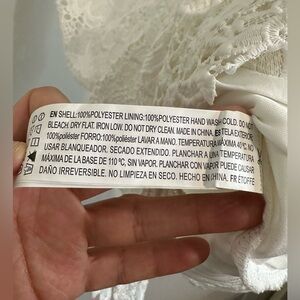 EN SHELL:100%POLYESTER LINING:100%POLYESTER HAND WASH COLD. DO NOT
BLEACH. DRY FLAT. IRON LOW. DO NOT DRY CLEAN. MADE IN CHINA. ES TELA EXTERIOR:
100%poliéster FORRO:100%poliéster LAVAR A MANO. TEMPERATURA MÁXIMA 40°C. NO
USAR BLANQUEADOR. SECADO EXTENDIDO. PLANCHAR A UNA TEMPERATURA
MÁXIMA DE LA BASE DE 110 °C, SIN VAPOR. PLANCHAR CON VAPOR PUEDE CAUSAR
DAÑO IRREVERSIBLE. NO LIMPIEZA EN SECO. HECHO EN CHINA. FR ÉTOFFE